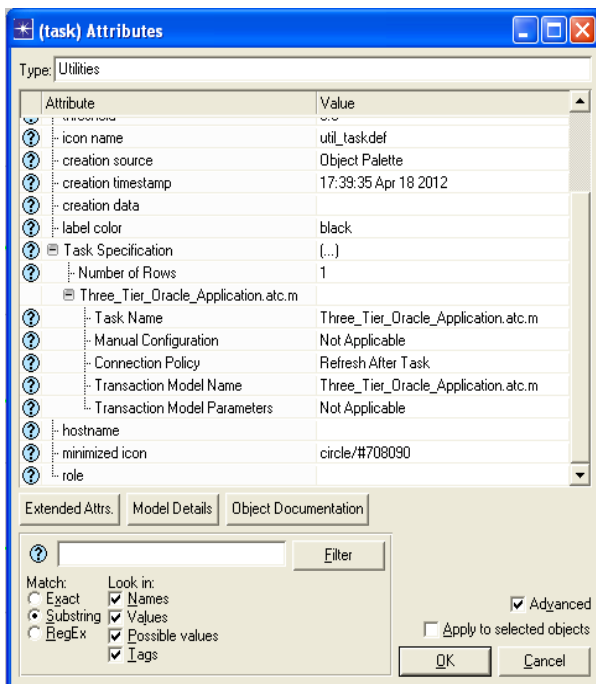 (task) Attributes
Type: Utilities
Attribute Value
threshold 0.0
icon name util_taskdef
creation source Object Palette
creation timestamp 17:39:35 Apr 18 2012
creation data
label color black
Task Specification (...)
Number of Rows 1
Three_Tier_Oracle_Application.atc.m
Task Name Three_Tier_Oracle_Application.atc.m
Manual Configuration Not Applicable
Connection Policy Refresh After Task
Transaction Model Name Three_Tier_Oracle_Application.atc.m
Transaction Model Parameters Not Applicable
hostname
minimized icon circle/#708090
role
Extended Attrs. Model Details Object Documentation
Filter
Match: Look in:
Exact Names
Substring Values
RegEx Possible values
Tags
Advanced
Apply to selected objects
OK Cancel